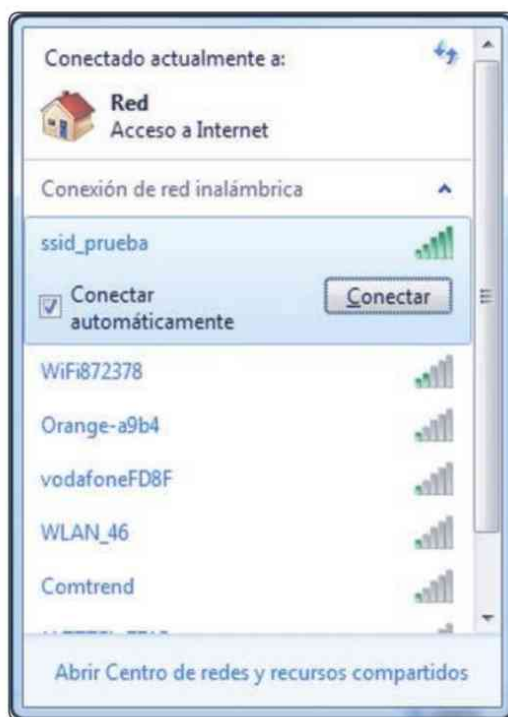 Conectado actualmente a:
Red
Acceso a Internet
Conexión de red inalámbrica
ssid_prueba
Conectar
automáticamente
Conectar
WiFi872378
Orange-a9b4
vodafoneFD8F
WLAN_46
Comtrend
Abrir Centro de redes y recursos compartidos